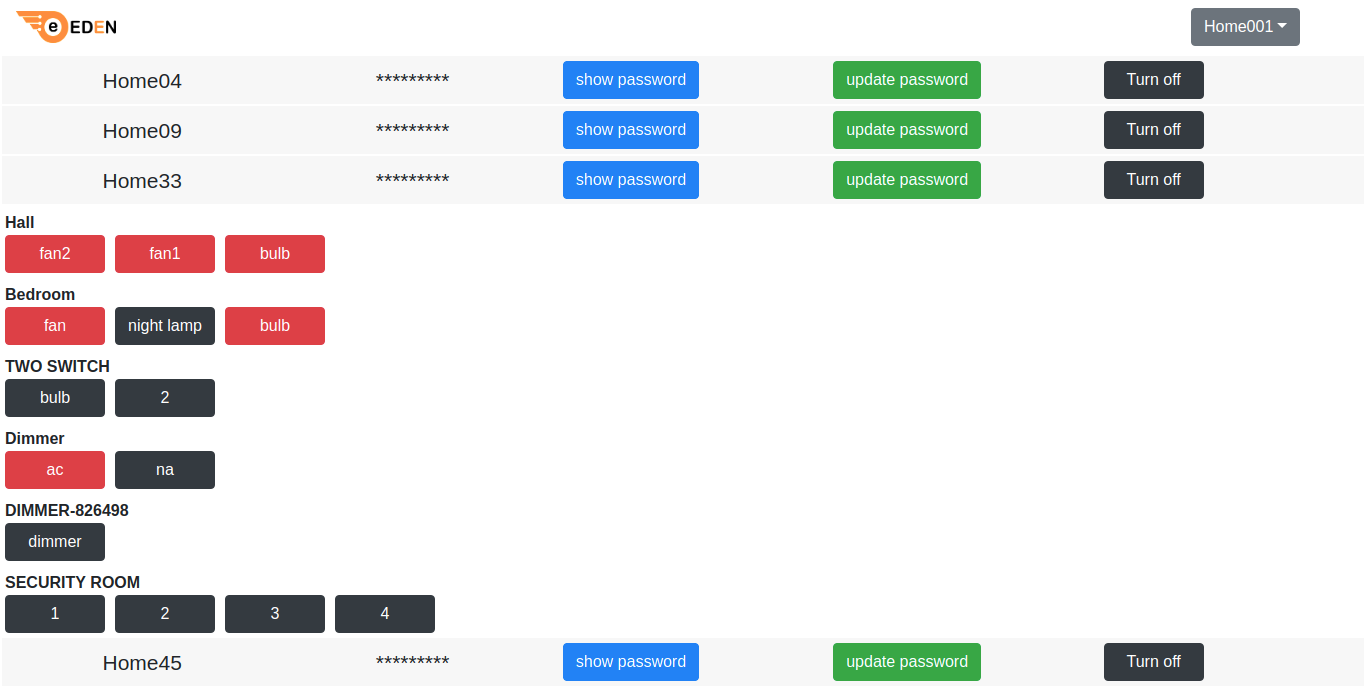 e EDEN Home001
Home04 ********* show password update password Turn off
Home09 ********* show password update password Turn off
Home33 ********* show password update password Turn off
Hall
fan2 fan1 bulb
Bedroom
fan night lamp bulb
TWO SWITCH
bulb 2
Dimmer
ac na
DIMMER-826498
dimmer
SECURITY ROOM
1 2 3 4
Home45 ********* show password update password Turn off